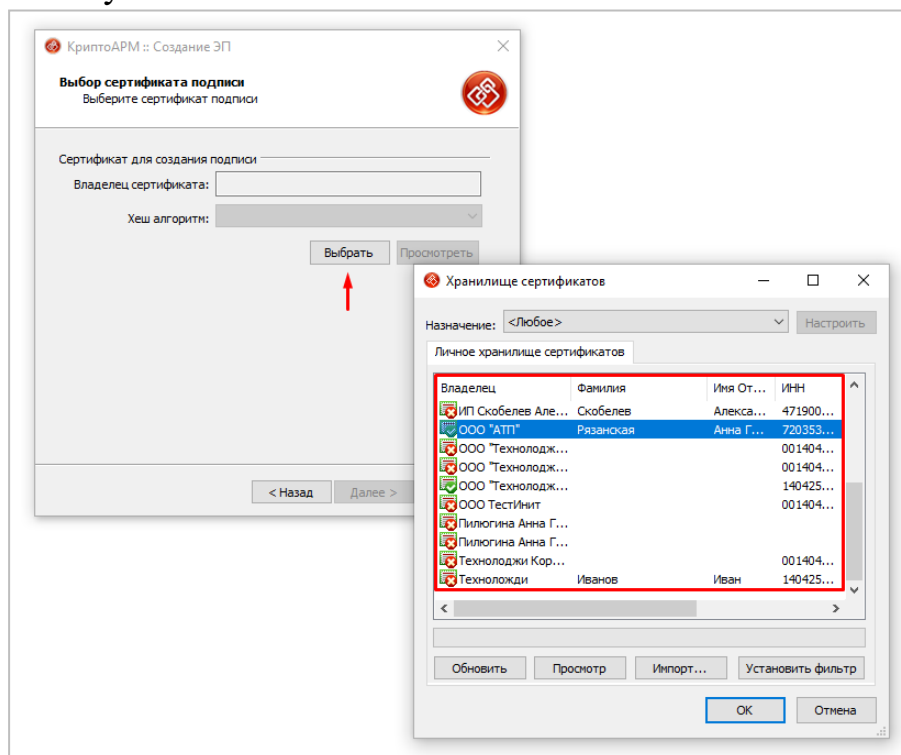 КриптоАРМ :: Создание ЭП
Выбор сертификата подписи
Выберите сертификат подписи
Сертификат для создания подписи
Владелец сертификата:
Хеш алгоритм:
Выбрать Просмотреть
< Назад Далее >
Хранилище сертификатов
Назначение: <Любое> Настроить
Личное хранилище сертификатов
Владелец Фамилия Имя От... ИНН
ИП Скобелев Але... Скобелев Алекса... 471900...
ООО "АТП" Рязанская Анна Г... 720353...
ООО "Технолодж... 001404...
ООО "Технолодж... 001404...
ООО "Технолодж... 140425...
ООО ТестИнит 001404...
Пилюгина Анна Г...
Пилюгина Анна Г...
Технолоджи Кор... 001404...
Техноложди Иванов Иван 140425...
Обновить Просмотр Импорт... Установить фильтр
ОК Отмена